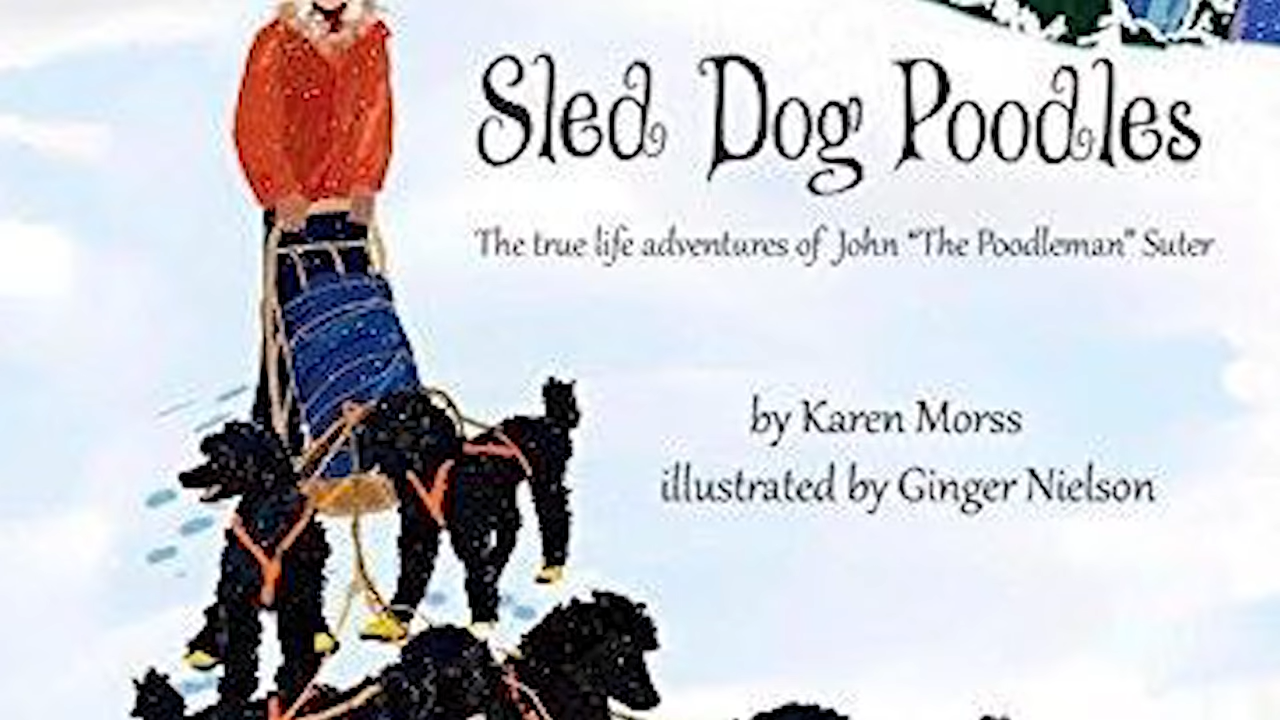 Sled Dog Poodles
The true life adventures of John "The Poodleman" Suter
by Karen Morss
illustrated by Ginger Nielson